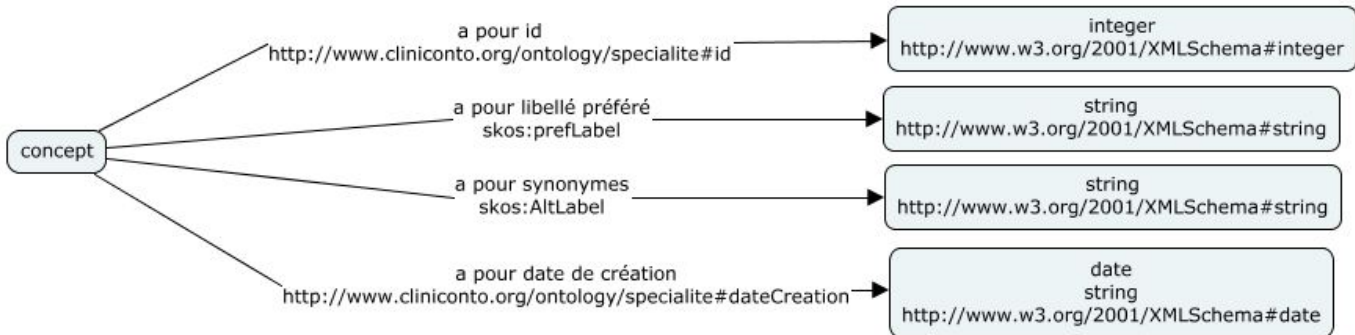 a pour id
http://www.cliniconto.org/ontology/specialite#id
integer
http://www.w3.org/2001/XMLSchema#integer
concept
a pour libellé préféré
skos:prefLabel
string
http://www.w3.org/2001/XMLSchema#string
a pour synonymes
skos:AltLabel
string
http://www.w3.org/2001/XMLSchema#string
a pour date de création
http://www.cliniconto.org/ontology/specialite#dateCreation
date
string
http://www.w3.org/2001/XMLSchema#date